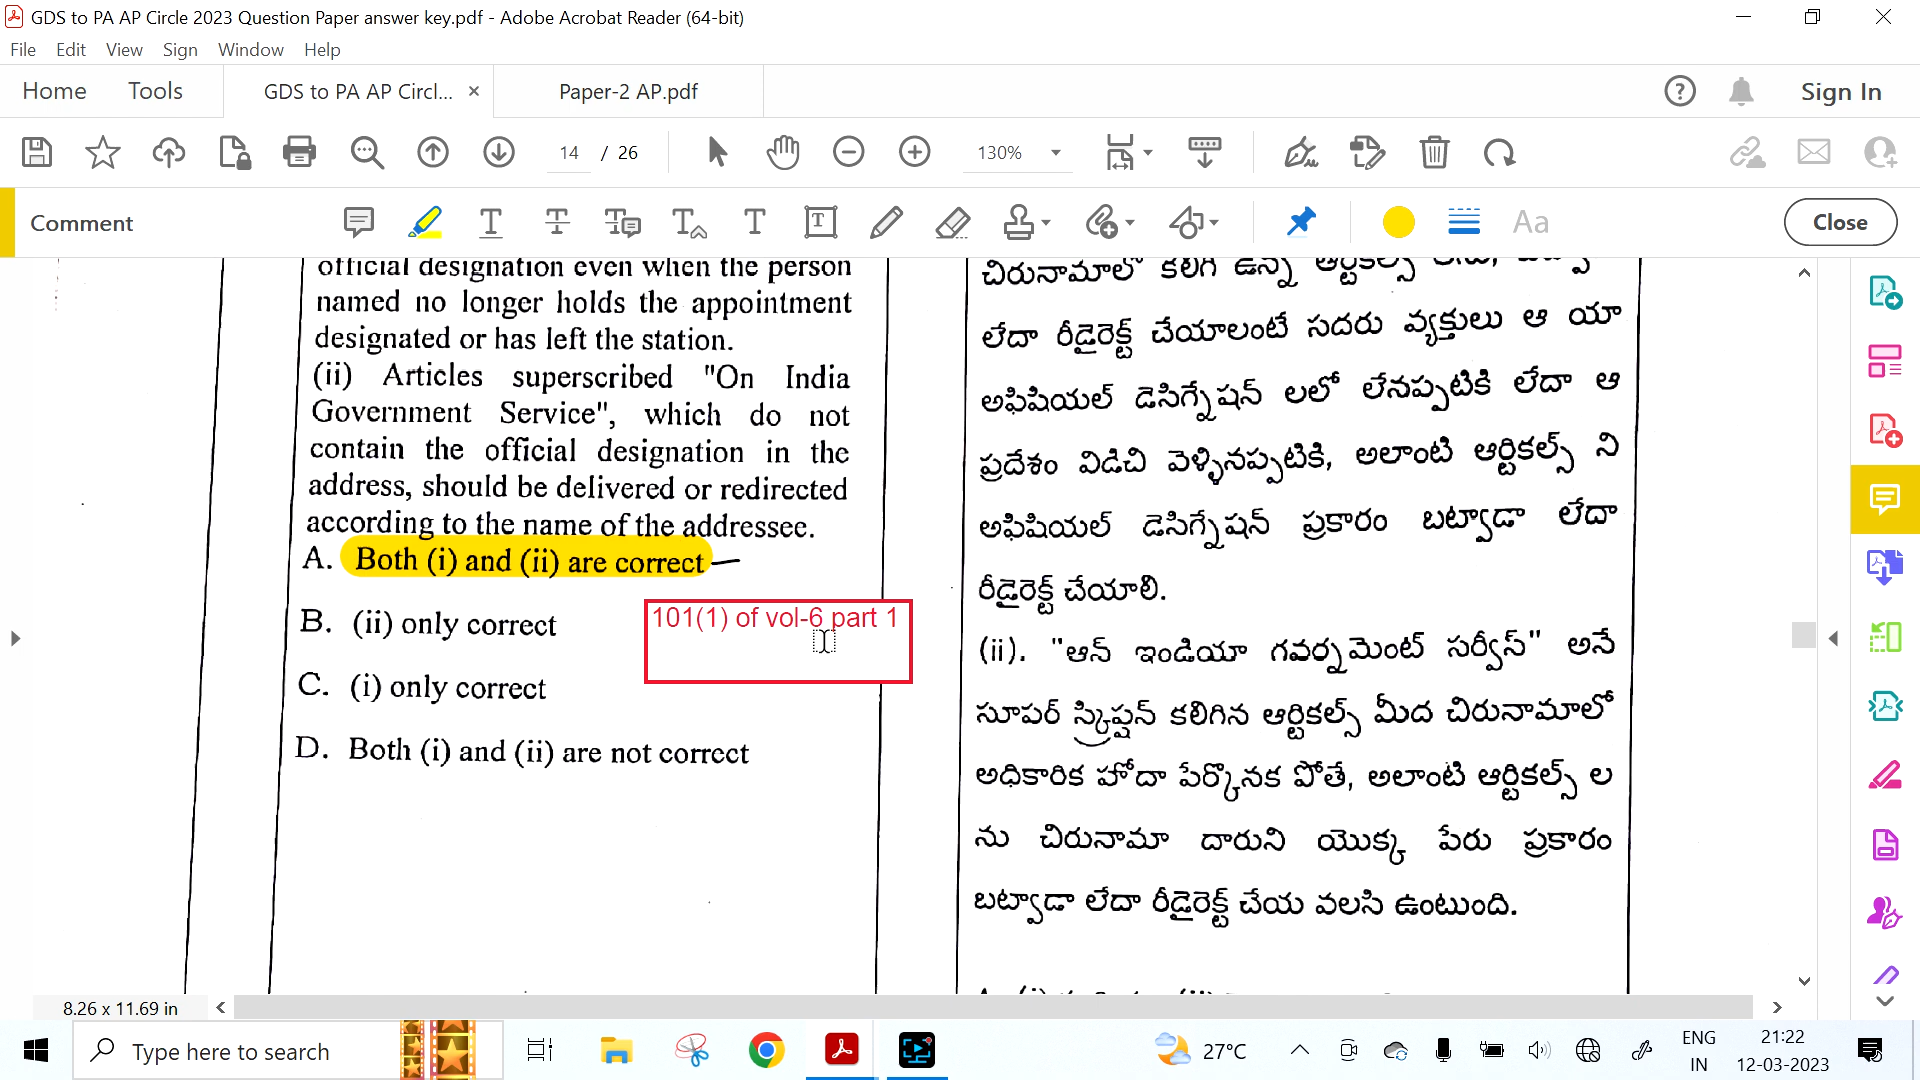 GDS to PA AP Circle 2023 Question Paper answer key.pdf - Adobe Acrobat Reader (64-bit)
File Edit View Sign Window Help
Home Tools GDS to PA AP Circl... × Paper-2 AP.pdf Sign In
14 / 26 130%
Comment Close
official designation even when the person
named no longer holds the appointment
designated or has left the station.
(ii) Articles superscribed "On India
Government Service", which do not
contain the official designation in the
address, should be delivered or redirected
according to the name of the addressee.
A. Both (i) and (ii) are correct
B. (ii) only correct
C. (i) only correct
D. Both (i) and (ii) are not correct
101(1) of vol-6 part 1
చిరునామాలో కలిగి ఉన్న ఆర్టికల్స్
లేదా రీడైరెక్ట్ చేయాలంటే సదరు వ్యక్తులు ఆ యా
అఫిషియల్ డెసిగ్నేషన్ లలో లేనప్పటికి లేదా ఆ
ప్రదేశం విడిచి వెళ్ళినప్పటికి, అలాంటి ఆర్టికల్స్ ని
అఫిషియల్ డెసిగ్నేషన్ ప్రకారం బట్వాడా లేదా
రీడైరెక్ట్ చేయాలి.
(ii). "ఆన్ ఇండియా గవర్నమెంట్ సర్వీస్" అనే
సూపర్ స్క్రిప్షన్ కలిగిన ఆర్టికల్స్ మీద చిరునామాలో
అధికారిక హోదా పేర్కొనక పోతే, అలాంటి ఆర్టికల్స్ ల
ను చిరునామా దారుని యొక్క పేరు ప్రకారం
బట్వాడా లేదా రీడైరెక్ట్ చేయ వలసి ఉంటుంది.
8.26 x 11.69 in
Type here to search
27°C
ENG
IN
21:22
12-03-2023